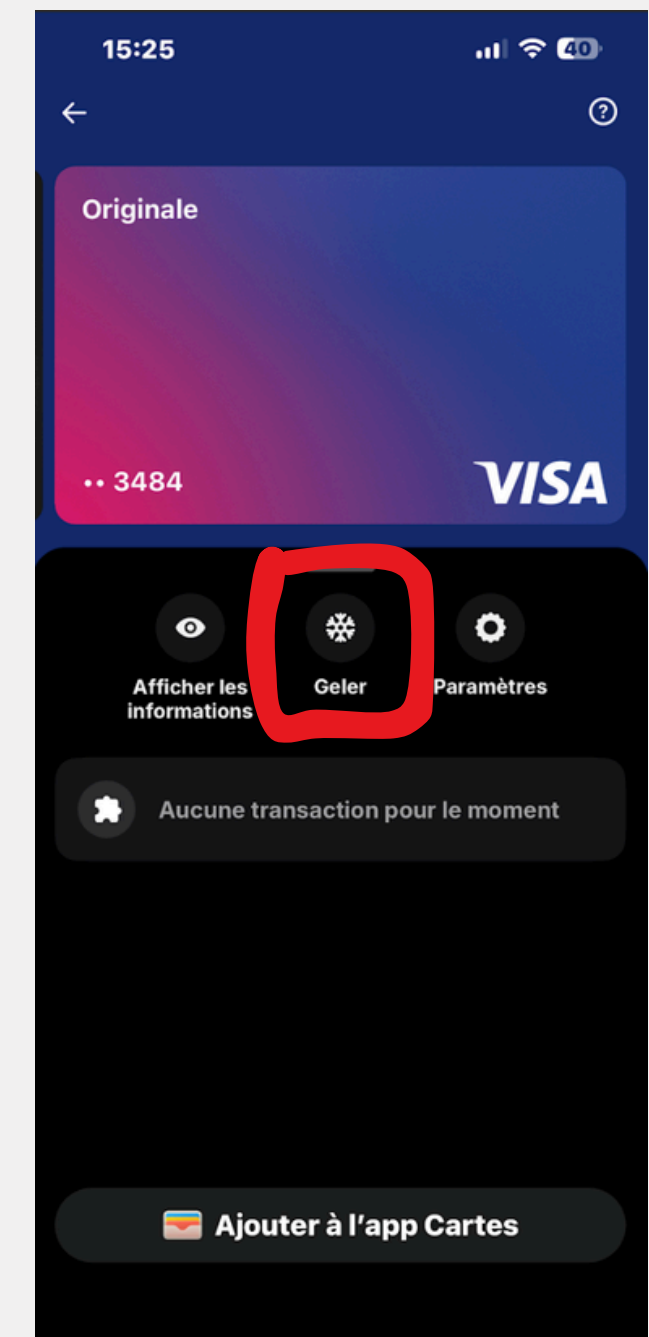 15:25
40
Originale
•• 3484
VISA
Afficher les
informations
Geler
Paramètres
Aucune transaction pour le moment
Ajouter à l’app Cartes